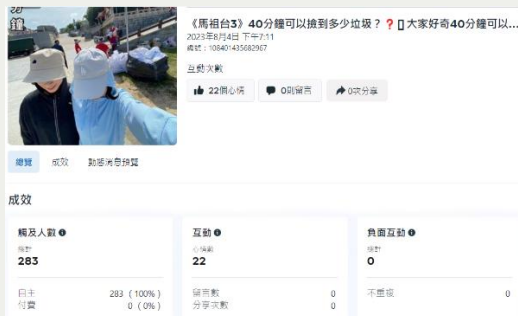 鐘
《馬祖台3》40分鐘可以撿到多少垃圾？❓▯大家好奇40分鐘可以...
2023年8月4日 下午7:11
編號：108401435682967
互動次數
22個心情
0則留言
0次分享
總覽
成效
動態消息預覽
成效
觸及人數
總計
283
自主 283（100%）
付費 0（0%）
互動
心情數
22
留言數 0
分享次數 0
負面互動
總計
0
不重複 0